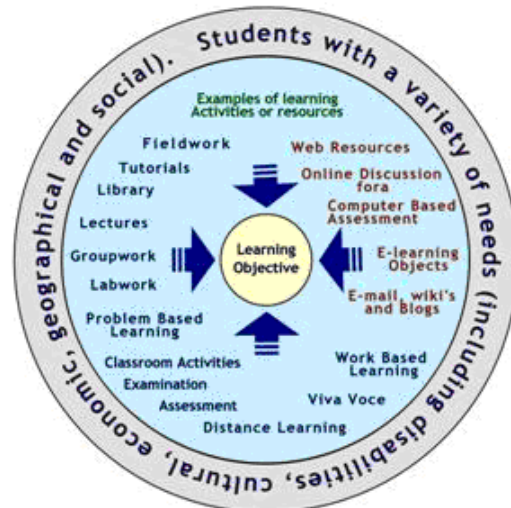 Students with a variety of needs (including disabilities, cultural, economic, geographical and social).
Examples of learning
Activities or resources
Fieldwork
Tutorials
Library
Lectures
Groupwork
Labwork
Problem Based
Learning
Classroom Activities
Examination
Assessment
Distance Learning
Viva Voce
Work Based
Learning
Web Resources
Online Discussion
fora
Computer Based
Assessment
E-learning
Objects
E-mail, wiki's
and Blogs
Learning
Objective